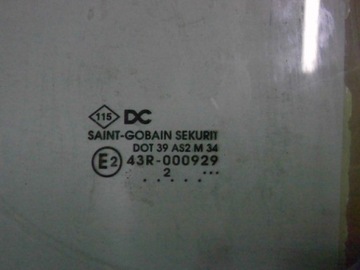 115 DC
SAINT-GOBAIN SEKURIT
DOT 39 AS2 M 34
E2 43R-000929
2 ...
. . . . .